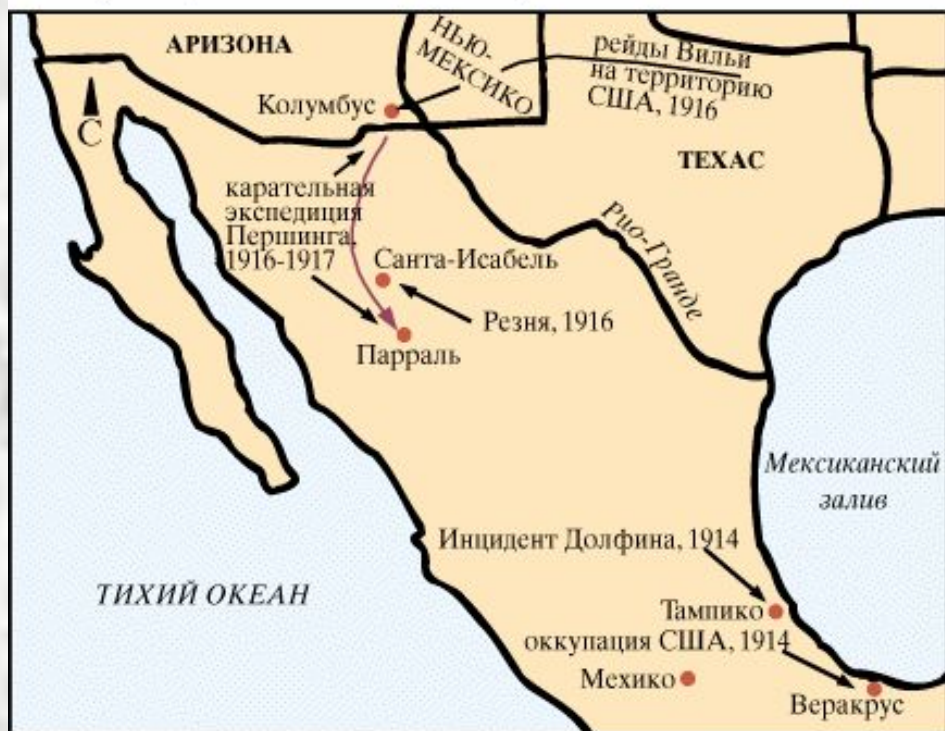 АРИЗОНА
НЬЮ-
МЕКСИКО
рейды Вильи
на территорию
США, 1916
Колумбус
С
ТЕХАС
карательная
экспедиция
Першинга,
1916-1917
Рио-Гранде
Санта-Исабель
Резня, 1916
Парраль
Мексиканский
залив
Инцидент Долфина, 1914
ТИХИЙ ОКЕАН
Тампико
оккупация США, 1914
Мехико
Веракрус